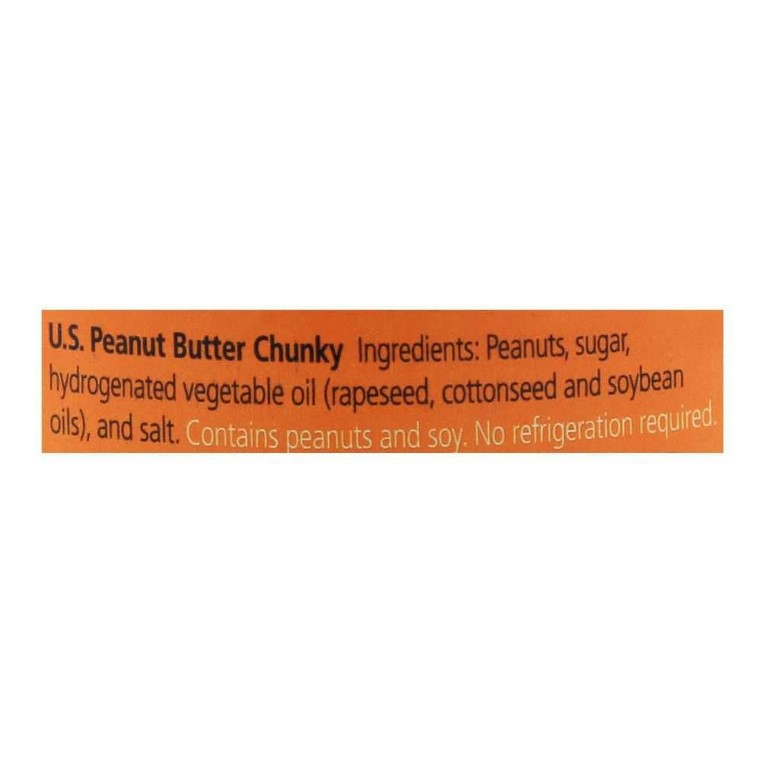 U.S. Peanut Butter Chunky Ingredients: Peanuts, sugar,
hydrogenated vegetable oil (rapeseed, cottonseed and soybean
oils), and salt. Contains peanuts and soy. No refrigeration required.